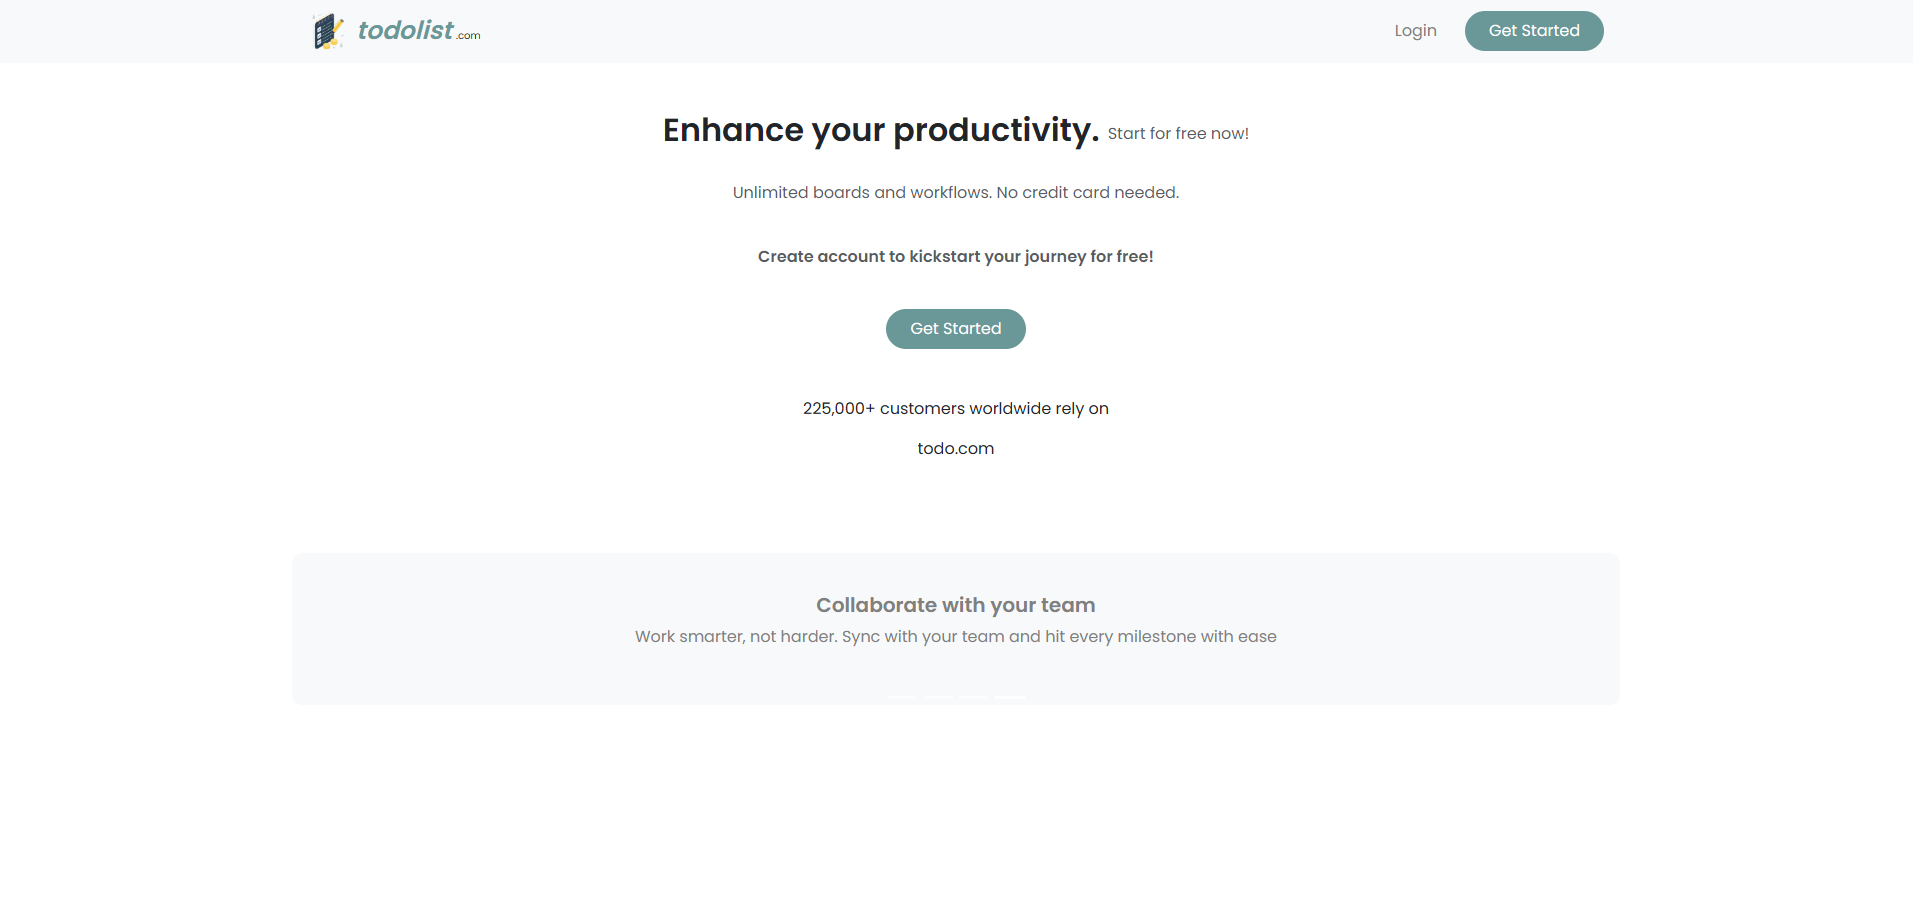 todolist .com
Login
Get Started
Enhance your productivity. Start for free now!
Unlimited boards and workflows. No credit card needed.
Create account to kickstart your journey for free!
Get Started
225,000+ customers worldwide rely on
todo.com
Collaborate with your team
Work smarter, not harder. Sync with your team and hit every milestone with ease